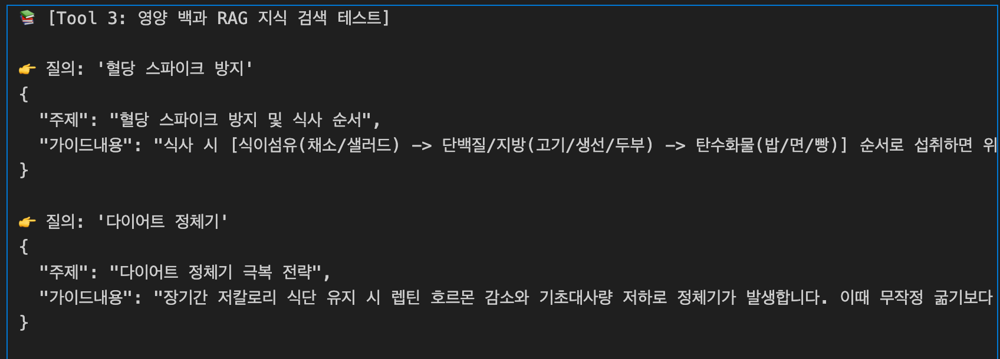 📚 [Tool 3: 영양 백과 RAG 지식 검색 테스트]
👉 질의: '혈당 스파이크 방지'
{
"주제": "혈당 스파이크 방지 및 식사 순서",
"가이드내용": "식사 시 [식이섬유(채소/샐러드) -> 단백질/지방(고기/생선/두부) -> 탄수화물(밥/면/빵)] 순서로 섭취하면 위
}
👉 질의: '다이어트 정체기'
{
"주제": "다이어트 정체기 극복 전략",
"가이드내용": "장기간 저칼로리 식단 유지 시 렙틴 호르몬 감소와 기초대사량 저하로 정체기가 발생합니다. 이때 무작정 굶기보다
}